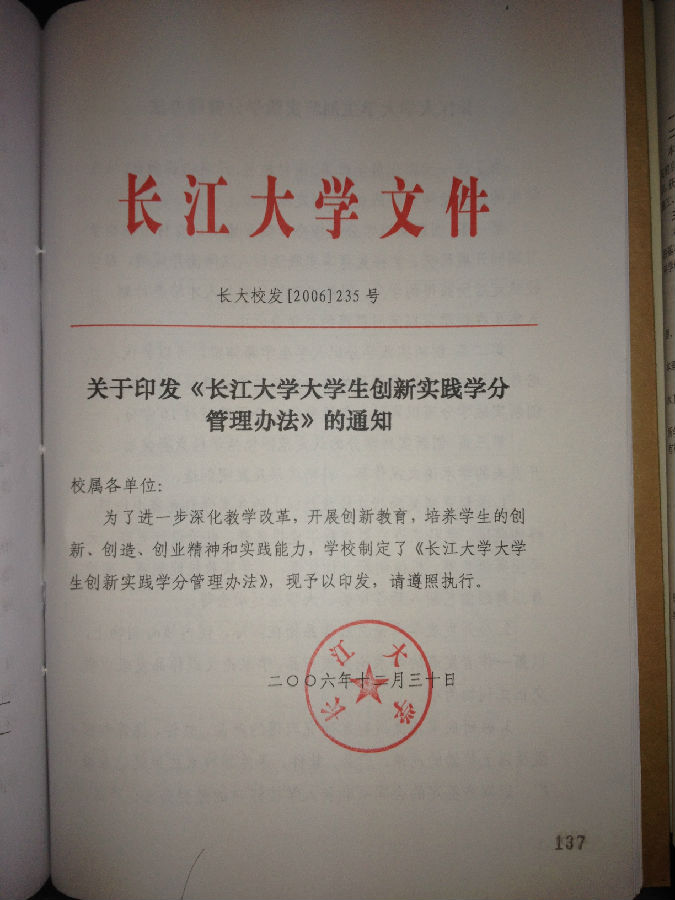 长江大学文件
长大校发[2006]235号
关于印发《长江大学大学生创新实践学分
管理办法》的通知
校属各单位：
为了进一步深化教学改革，开展创新教育，培养学生的创
新、创造、创业精神和实践能力，学校制定了《长江大学大学
生创新实践学分管理办法》，现予以印发，请遵照执行。
长江大学
二〇〇六年十二月三十日
137